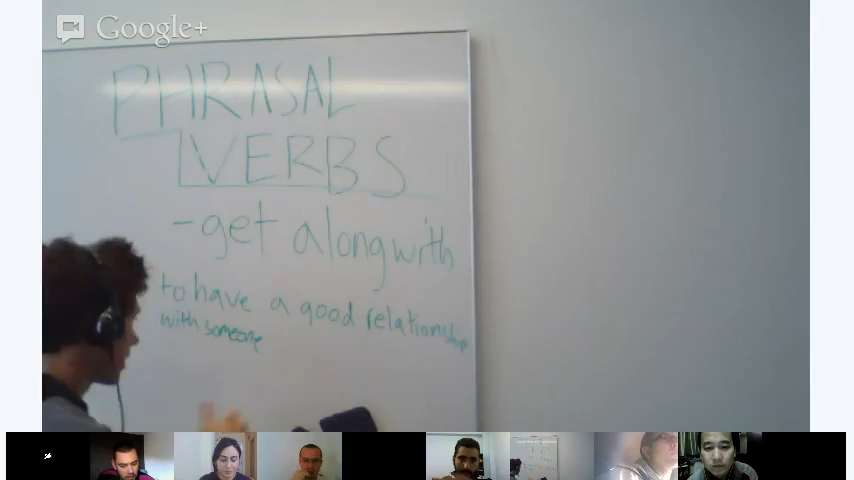 Google+
PHRASAL
VERBS
-get along with
to have a good relationship
with someone